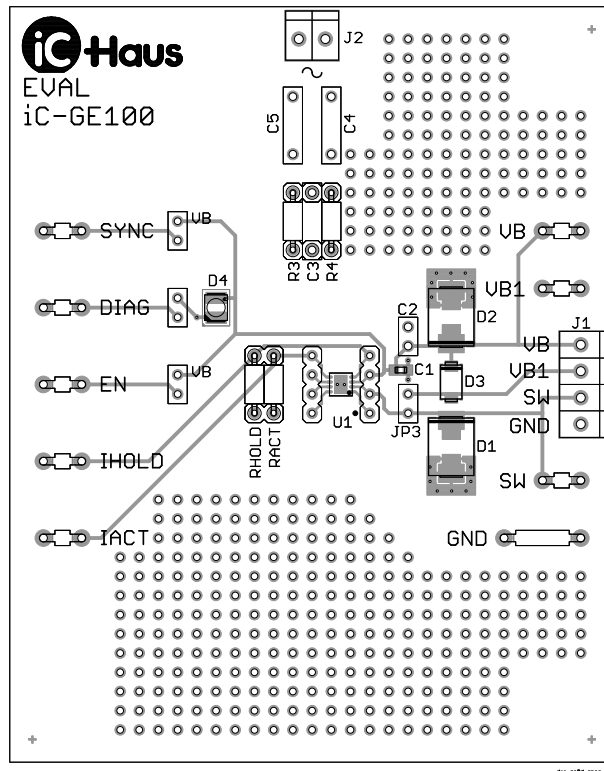 iC Haus
EVAL
iC-GE100
J2
C5
C4
R3
C3
R4
SYNC
VB
D4
DIAG
EN
VB
IHOLD
IACT
RHOLD
RACT
U1
C2
C1
JP3
D2
D3
D1
VB
VB1
J1
VB
VB1
SW
GND
SW
GND